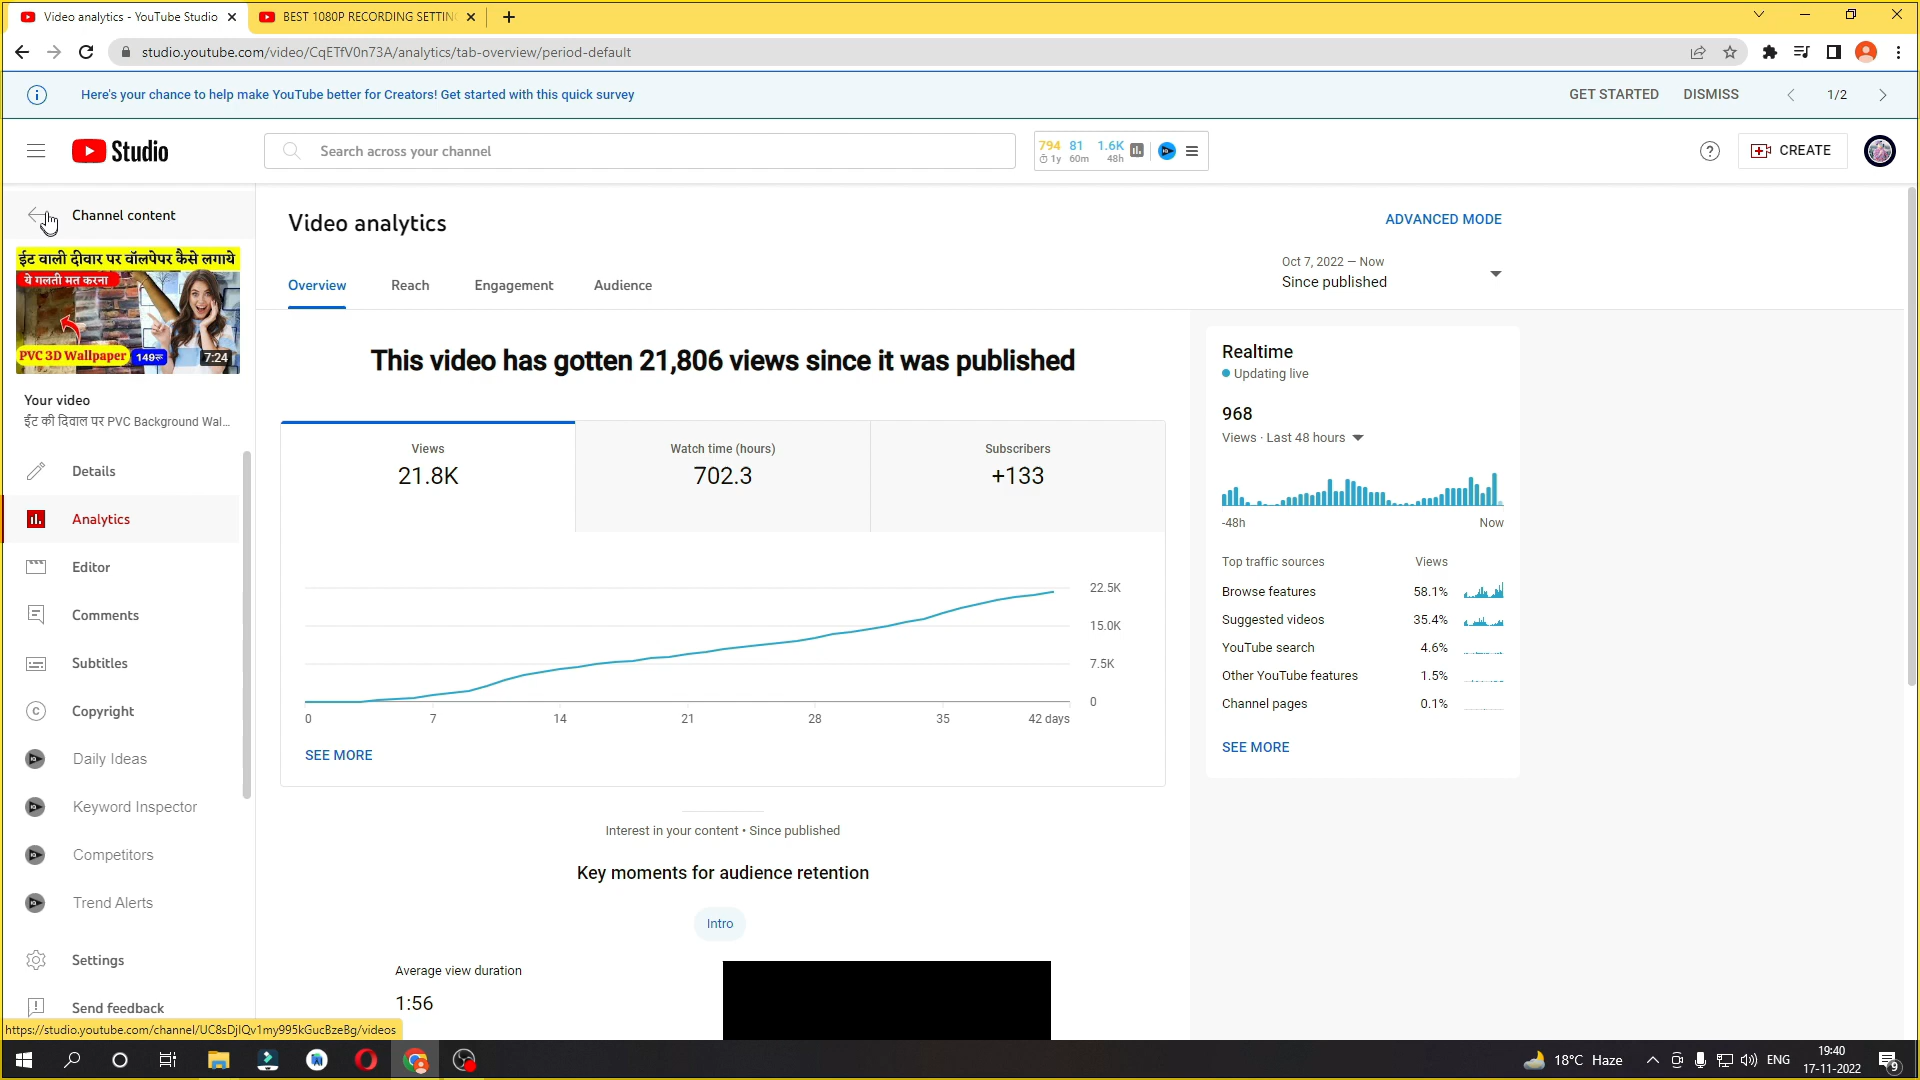 Video analytics - YouTube Studio
BEST 1080P RECORDING SETTIN
studio.youtube.com/video/CqETfV0n73A/analytics/tab-overview/period-default
Here's your chance to help make YouTube better for Creators! Get started with this quick survey
GET STARTED
DISMISS
1/2
Studio
Search across your channel
794 81 1.6K
1y 60m 48h
CREATE
Channel content
ईट वाली दीवार पर वॉलपेपर कैसे लगाये
ये गलती मत करना
PVC 3D Wallpaper
149रू
7:24
Your video
ईंट की दिवाल पर PVC Background Wal...
Details
Analytics
Editor
Comments
Subtitles
Copyright
Daily Ideas
Keyword Inspector
Competitors
Trend Alerts
Settings
Send feedback
Video analytics
ADVANCED MODE
Oct 7, 2022 – Now
Since published
Overview
Reach
Engagement
Audience
This video has gotten 21,806 views since it was published
Views
21.8K
Watch time (hours)
702.3
Subscribers
+133
22.5K
15.0K
7.5K
0
0 7 14 21 28 35 42 days
SEE MORE
Interest in your content • Since published
Key moments for audience retention
Intro
Average view duration
1:56
Realtime
Updating live
968
Views · Last 48 hours
-48h Now
Top traffic sources Views
Browse features 58.1%
Suggested videos 35.4%
YouTube search 4.6%
Other YouTube features 1.5%
Channel pages 0.1%
SEE MORE
https://studio.youtube.com/channel/UC8sDjlQv1my995kGucBzeBg/videos
18°C Haze
ENG
19:40
17-11-2022
9